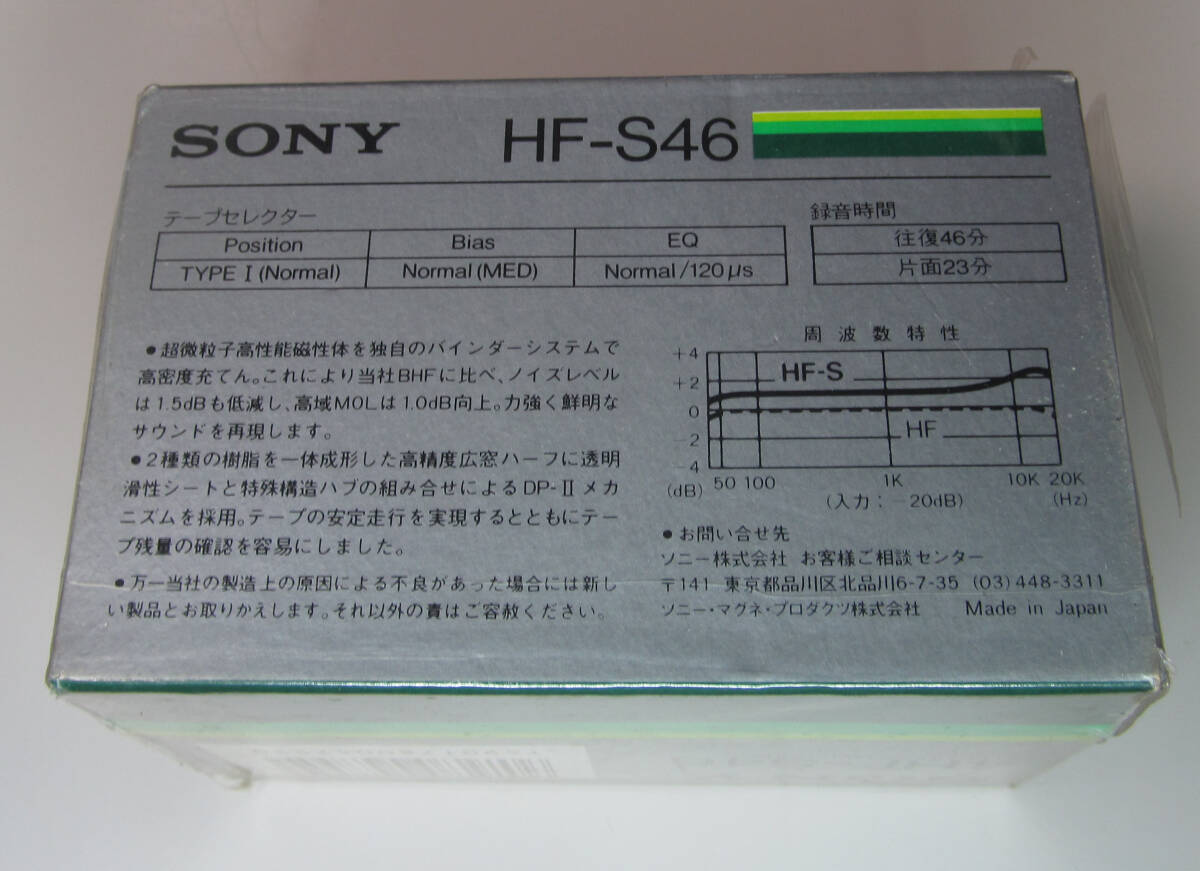 SONY HF-S46
テープセレクター
Position Bias EQ
TYPE I (Normal) Normal (MED) Normal/120μs
録音時間
往復46分
片面23分
•超微粒子高性能磁性体を独自のバインダーシステムで
高密度充てん。これにより当社BHFに比べ、ノイズレベル
は1.5dBも低減し、高域MOLは1.0dB向上。力強く鮮明な
サウンドを再現します。
•2種類の樹脂を一体成形した高精度広窓ハーフに透明
滑性シートと特殊構造ハブの組み合せによるDP-IIメカ
ニズムを採用。テープの安定走行を実現するとともにテー
プ残量の確認を容易にしました。
•万一当社の製造上の原因による不良があった場合には新し
い製品とお取りかえします。それ以外の責はご容赦ください。
周波数特性
+4
+2
0
-2
-4
HF-S
HF
(dB) 50 100 1K 10K 20K
(入力: -20dB) (Hz)
•お問い合せ先
ソニー株式会社 お客様ご相談センター
〒141 東京都品川区北品川6-7-35 (03)448-3311
ソニー・マグネ・プロダクツ株式会社 Made in Japan